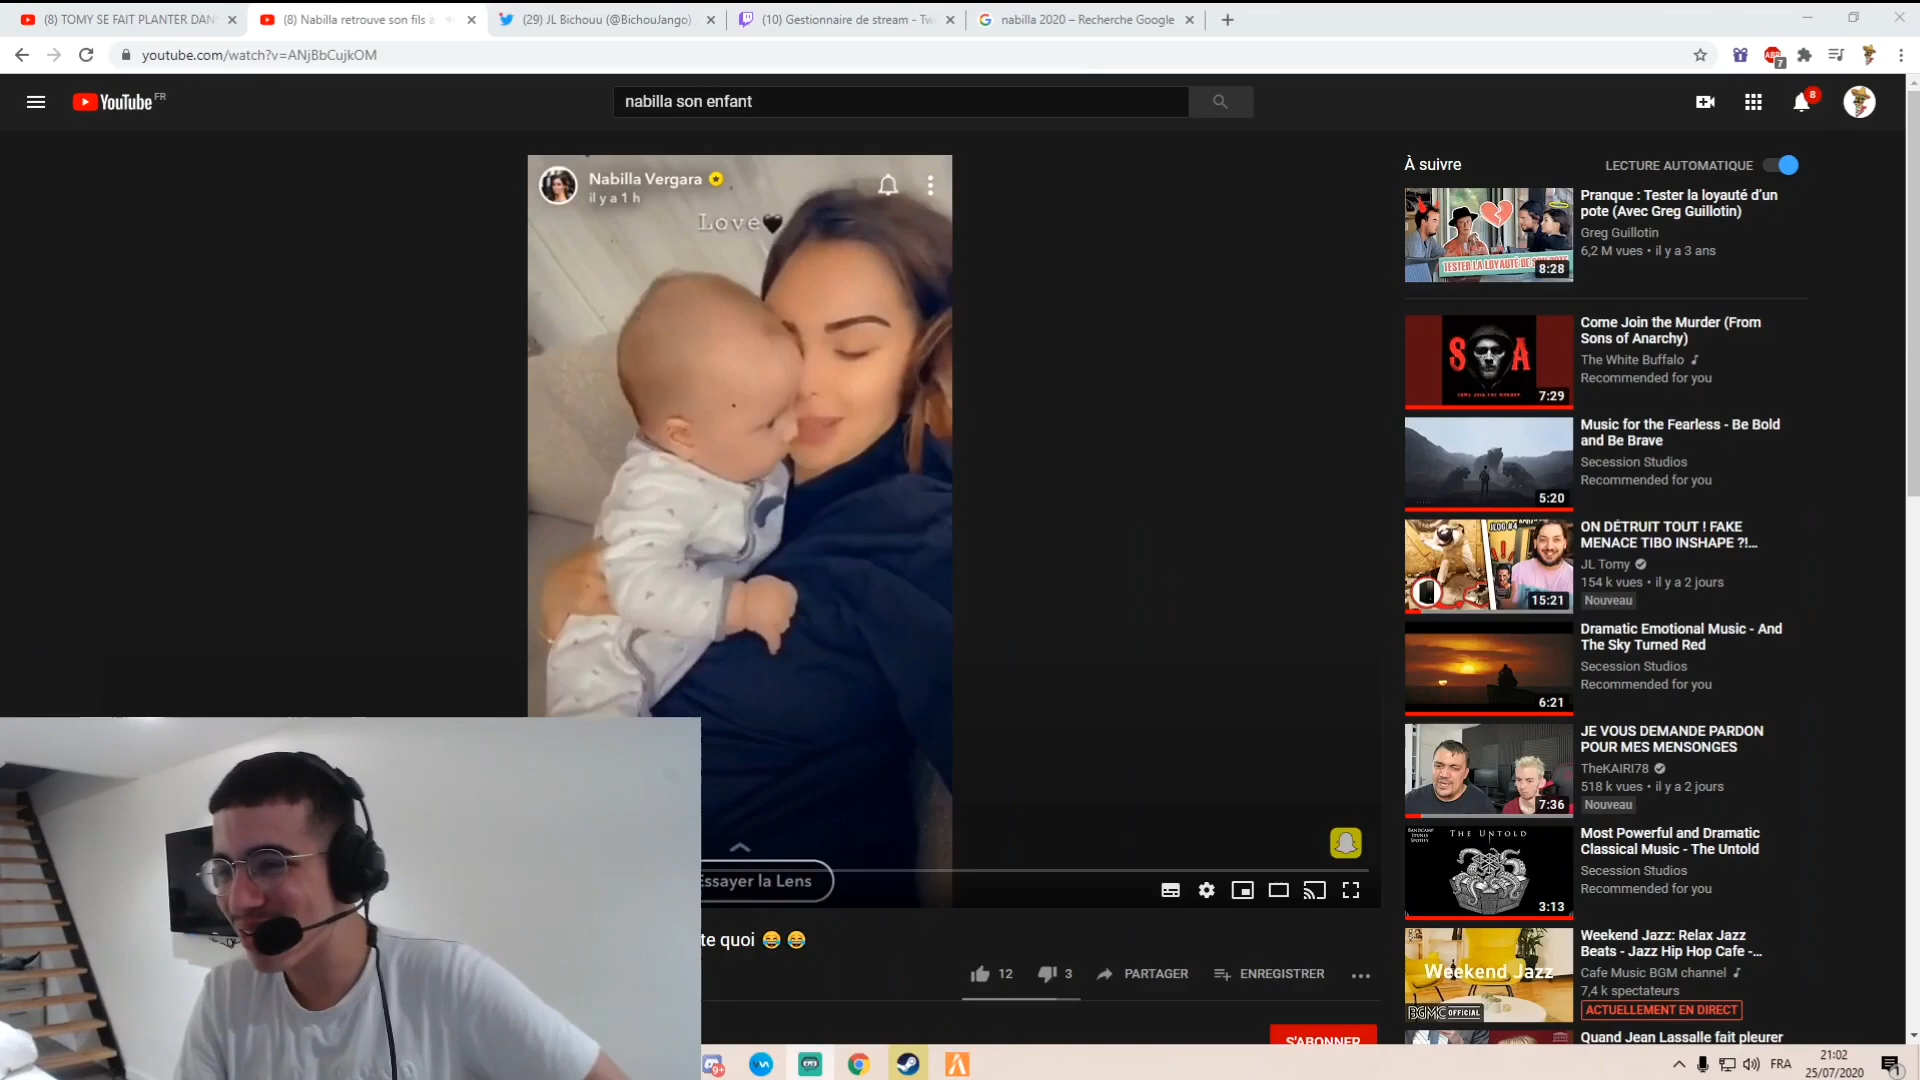 (8) TOMY SE FAIT PLANTER DAN
(8) Nabilla retrouve son fils
(29) JL Bichouu (@BichouJango)
(10) Gestionnaire de stream - Tw
nabilla 2020 – Recherche Google
youtube.com/watch?v=ANjBbCujkOM
7
YouTube FR
nabilla son enfant
8
Nabilla Vergara
il y a 1 h
Love🖤
Essayer la Lens
te quoi 😂 😂
12
3
PARTAGER
ENREGISTRER
S'ABONNER
À suivre
LECTURE AUTOMATIQUE
TESTER LA LOYAUTÉ DE
8:28
Pranque : Tester la loyauté d'un
pote (Avec Greg Guillotin)
Greg Guillotin
6,2 M vues • il y a 3 ans
S A
7:29
Come Join the Murder (From
Sons of Anarchy)
The White Buffalo
Recommended for you
5:20
Music for the Fearless - Be Bold
and Be Brave
Secession Studios
Recommended for you
15:21
ON DÉTRUIT TOUT ! FAKE
MENACE TIBO INSHAPE ?!...
JL Tomy
154 k vues • il y a 2 jours
Nouveau
6:21
Dramatic Emotional Music - And
The Sky Turned Red
Secession Studios
Recommended for you
7:36
JE VOUS DEMANDE PARDON
POUR MES MENSONGES
TheKAIRI78
518 k vues • il y a 2 jours
Nouveau
THE UNTOLD
3:13
Most Powerful and Dramatic
Classical Music - The Untold
Secession Studios
Recommended for you
Weekend Jazz
BGMC OFFICIAL
Weekend Jazz: Relax Jazz
Beats - Jazz Hip Hop Cafe -...
Cafe Music BGM channel
7,4 k spectateurs
ACTUELLEMENT EN DIRECT
Quand Jean Lassalle fait pleurer
9+
FRA
21:02
25/07/2020
1